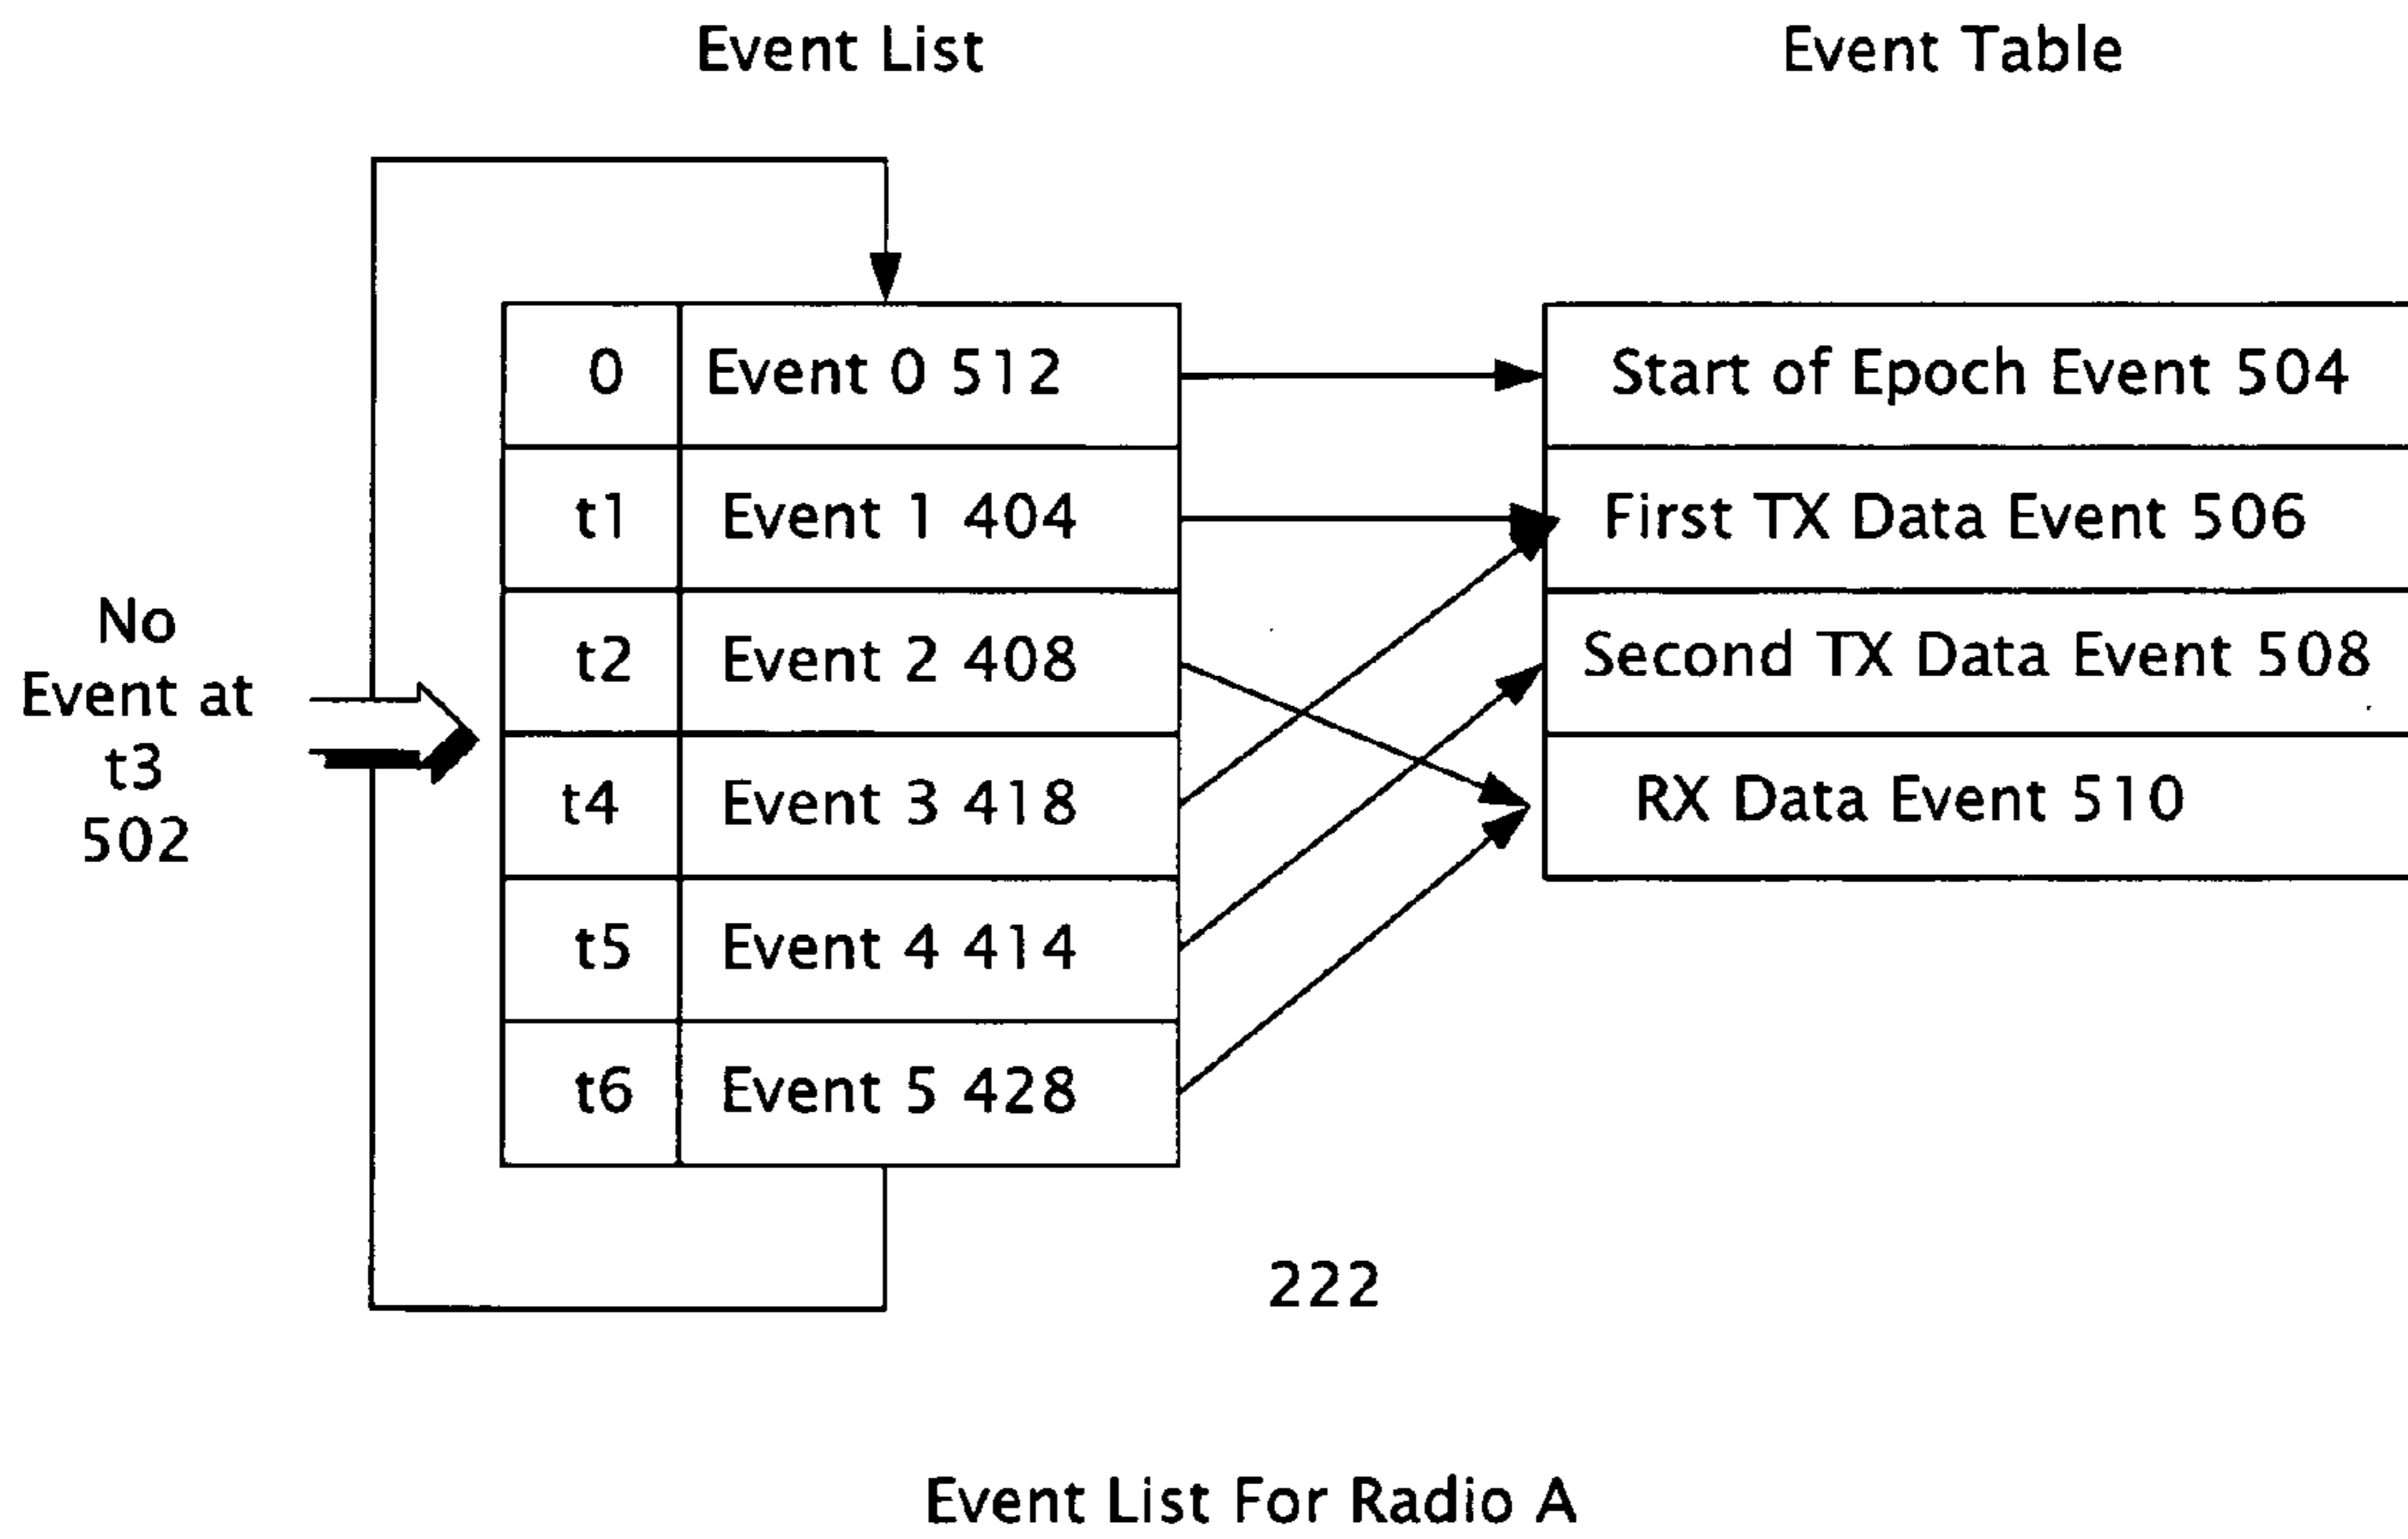 Event List
Event Table
0 Event 0 512
Start of Epoch Event 504
t1 Event 1 404
First TX Data Event 506
t2 Event 2 408
Second TX Data Event 508
No
Event at
t3
502
t4 Event 3 418
RX Data Event 510
t5 Event 4 414
t6 Event 5 428
222
Event List For Radio A